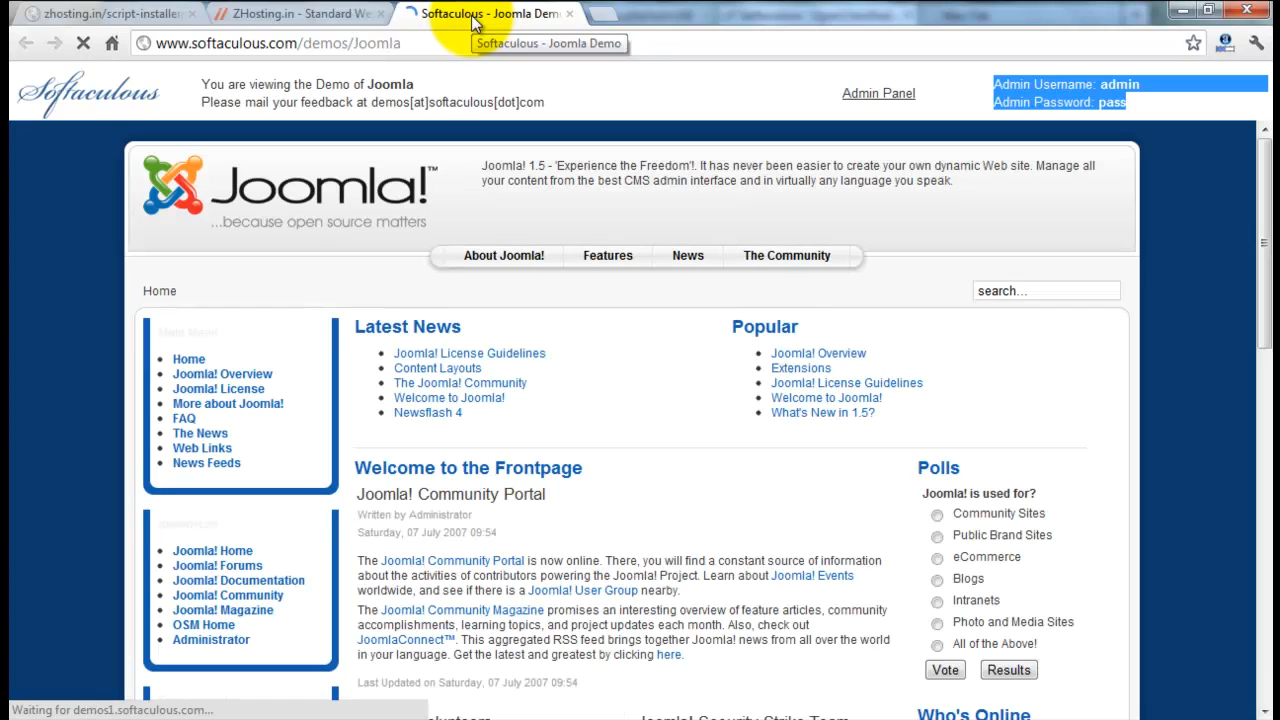 zhosting.in/script-installer
ZHosting.in - Standard We
Softaculous - Joomla Dem
www.softaculous.com/demos/Joomla
Softaculous - Joomla Demo
Softaculous
You are viewing the Demo of Joomla
Please mail your feedback at demos[at]softaculous[dot]com
Admin Panel
Admin Username: admin
Admin Password: pass
Joomla!™
...because open source matters
Joomla! 1.5 - 'Experience the Freedom'!. It has never been easier to create your own dynamic Web site. Manage all
your content from the best CMS admin interface and in virtually any language you speak.
About Joomla!
Features
News
The Community
Home
search...
Main Menu
Home
Joomla! Overview
Joomla! License
More about Joomla!
FAQ
The News
Web Links
News Feeds
Joomla! Home
Joomla! Forums
Joomla! Documentation
Joomla! Community
Joomla! Magazine
OSM Home
Administrator
Latest News
Joomla! License Guidelines
Content Layouts
The Joomla! Community
Welcome to Joomla!
Newsflash 4
Popular
Joomla! Overview
Extensions
Joomla! License Guidelines
Welcome to Joomla!
What's New in 1.5?
Welcome to the Frontpage
Joomla! Community Portal
Written by Administrator
Saturday, 07 July 2007 09:54
The Joomla! Community Portal is now online. There, you will find a constant source of information
about the activities of contributors powering the Joomla! Project. Learn about Joomla! Events
worldwide, and see if there is a Joomla! User Group nearby.
The Joomla! Community Magazine promises an interesting overview of feature articles, community
accomplishments, learning topics, and project updates each month. Also, check out
JoomlaConnect™. This aggregated RSS feed brings together Joomla! news from all over the world
in your language. Get the latest and greatest by clicking here.
Last Updated on Saturday, 07 July 2007 09:54
Joomla! Security Strike Team
Polls
Joomla! is used for?
Community Sites
Public Brand Sites
eCommerce
Blogs
Intranets
Photo and Media Sites
All of the Above!
Vote
Results
Who's Online
Waiting for demos1.softaculous.com...